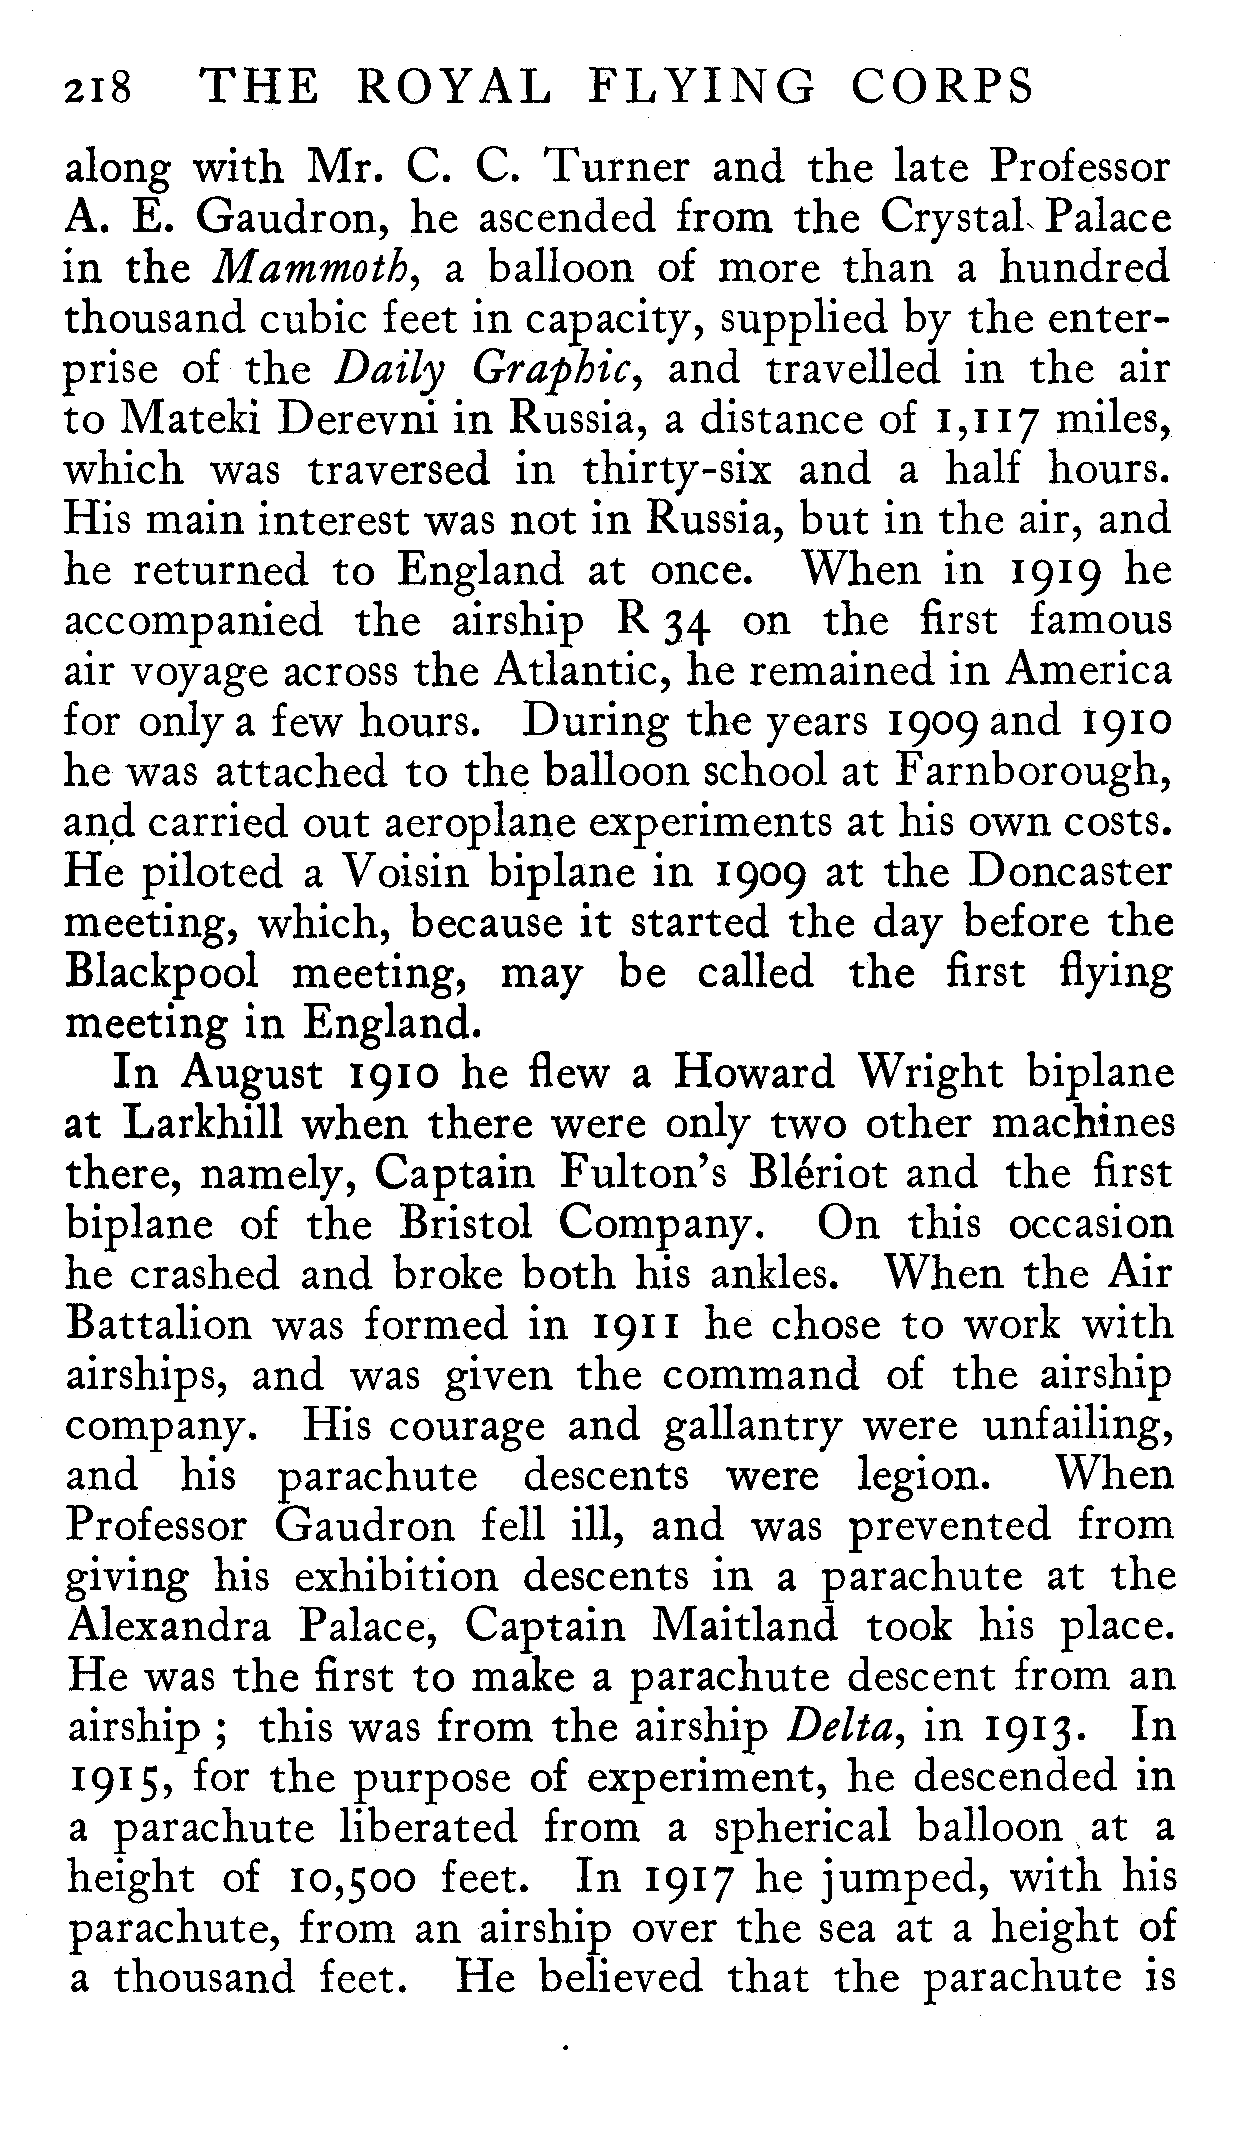 218 THE ROYAL FLYING CORPS
along with Mr. C. C. Turner and the late Professor
A. E. Gaudron, he ascended from the Crystal Palace
in the Mammoth, a balloon of more than a hundred
thousand cubic feet in capacity, supplied by the enter-
prise of the Daily Graphic, and travelled in the air
to Mateki Derevni in Russia, a distance of 1,117 miles,
which was traversed in thirty-six and a half hours.
His main interest was not in Russia, but in the air, and
he returned to England at once. When in 1919 he
accompanied the airship R 34 on the first famous
air voyage across the Atlantic, he remained in America
for only a few hours. During the years 1909 and 1910
he was attached to the balloon school at Farnborough,
and carried out aeroplane experiments at his own costs.
He piloted a Voisin biplane in 1909 at the Doncaster
meeting, which, because it started the day before the
Blackpool meeting, may be called the first flying
meeting in England.
In August 1910 he flew a Howard Wright biplane
at Larkhill when there were only two other machines
there, namely, Captain Fulton's Blériot and the first
biplane of the Bristol Company. On this occasion
he crashed and broke both his ankles. When the Air
Battalion was formed in 1911 he chose to work with
airships, and was given the command of the airship
company. His courage and gallantry were unfailing,
and his parachute descents were legion. When
Professor Gaudron fell ill, and was prevented from
giving his exhibition descents in a parachute at the
Alexandra Palace, Captain Maitland took his place.
He was the first to make a parachute descent from an
airship ; this was from the airship Delta, in 1913. In
1915, for the purpose of experiment, he descended in
a parachute liberated from a spherical balloon at a
height of 10,500 feet. In 1917 he jumped, with his
parachute, from an airship over the sea at a height of
a thousand feet. He believed that the parachute is